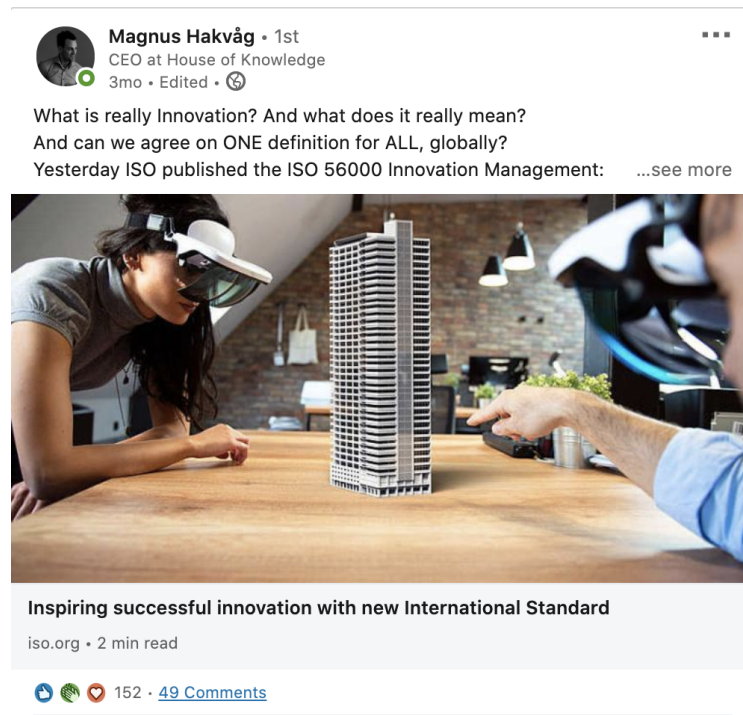 Magnus Hakvåg • 1st
CEO at House of Knowledge
3mo • Edited •
What is really Innovation? And what does it really mean?
And can we agree on ONE definition for ALL, globally?
Yesterday ISO published the ISO 56000 Innovation Management: ...see more
Inspiring successful innovation with new International Standard
iso.org • 2 min read
152 · 49 Comments